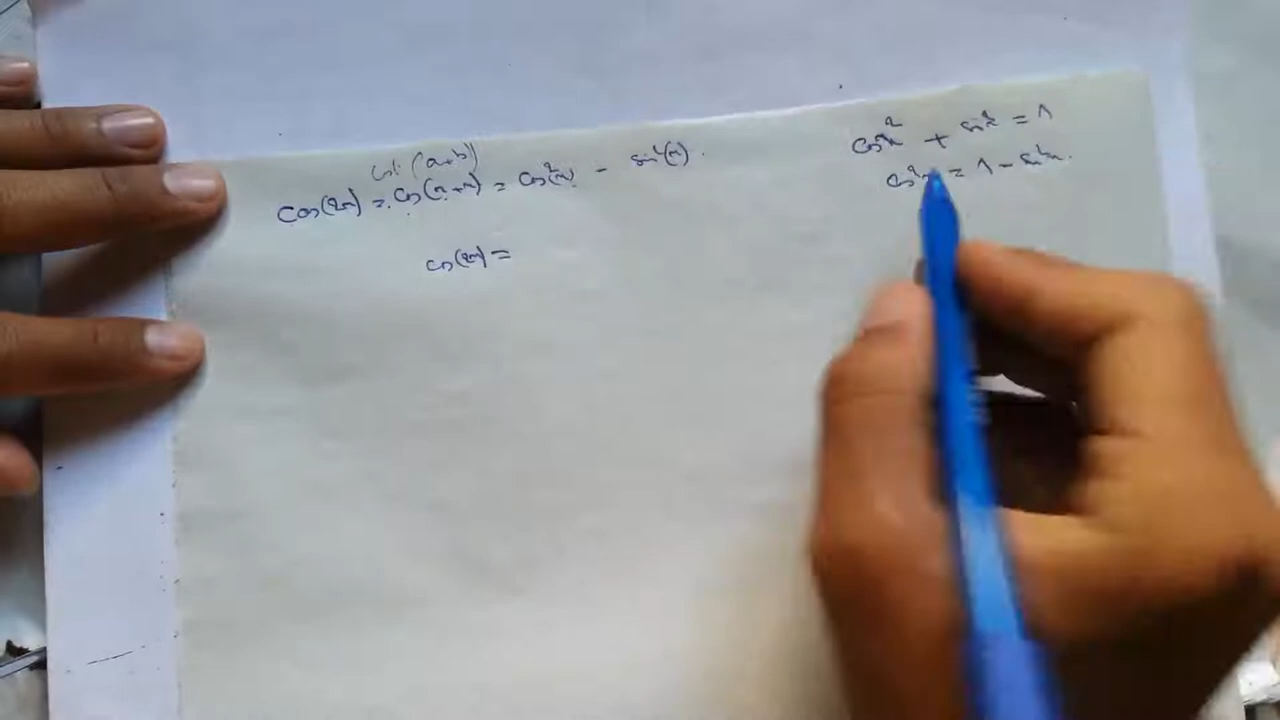 cos (a+b)
cos(2x) = cos(x+x) = cos²(x) - sin²(x).
cos(2x) =
cos²x + sin²x = 1
cos²x = 1 - sin²x.